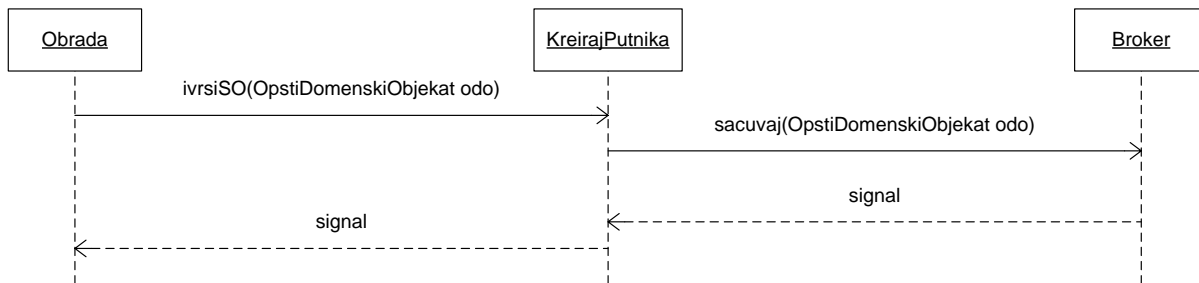 Obrada
KreirajPutnika
Broker
ivrsiSO(OpstiDomenskiObjekat odo)
sacuvaj(OpstiDomenskiObjekat odo)
signal
signal